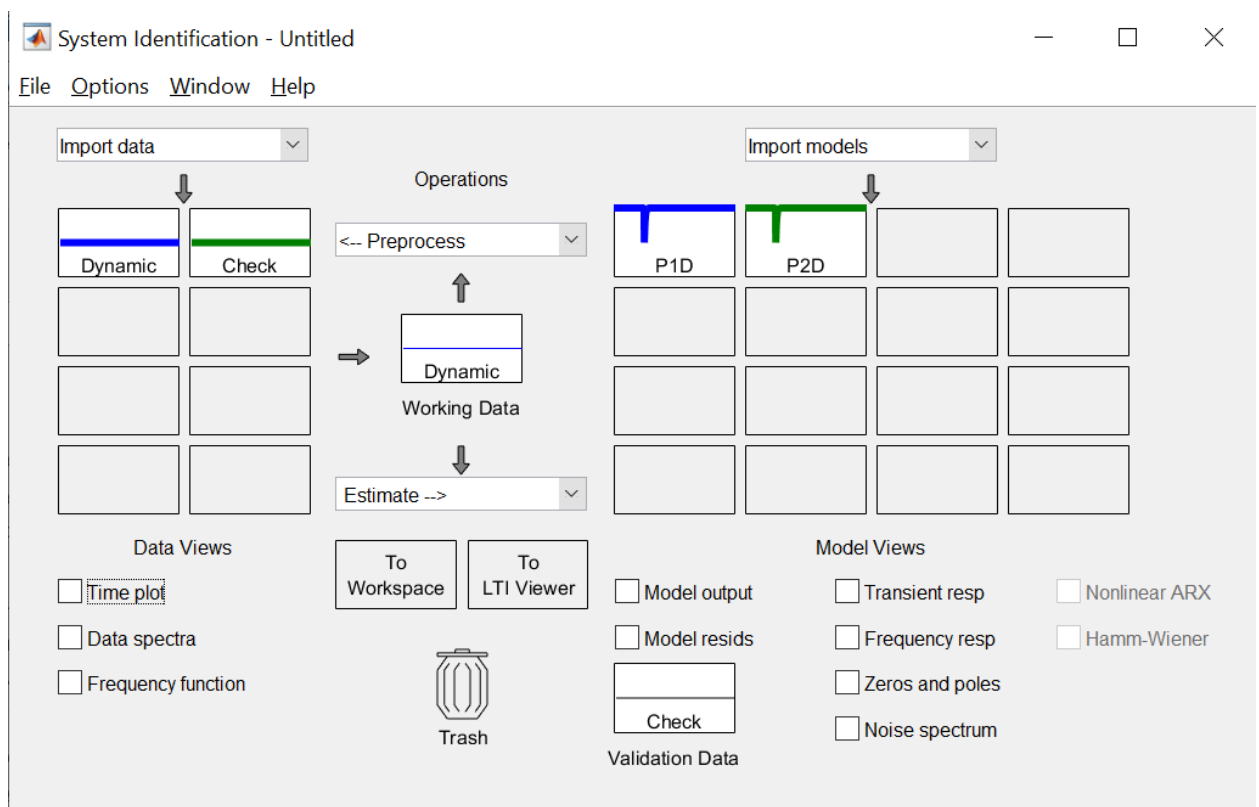 System Identification - Untitled
File Options Window Help
Import data
Import models
Operations
<-- Preprocess
Dynamic
Check
P1D
P2D
Dynamic
Working Data
Estimate -->
Data Views
Model Views
To
Workspace
To
LTI Viewer
Time plot
Data spectra
Frequency function
Trash
Model output
Model resids
Check
Validation Data
Transient resp
Frequency resp
Zeros and poles
Noise spectrum
Nonlinear ARX
Hamm-Wiener